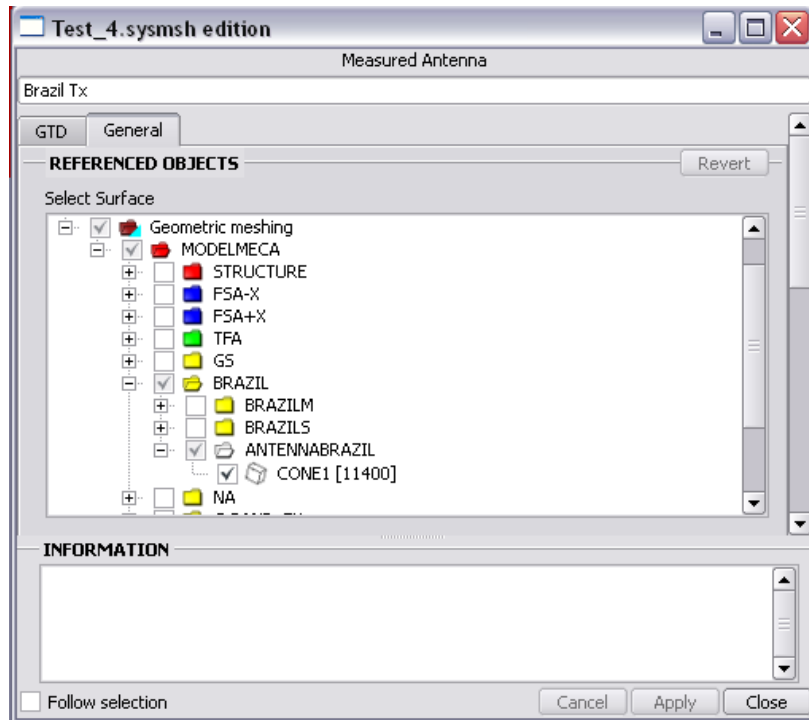 Test_4.sysmsh edition
Measured Antenna
Brazil Tx
GTD General
REFERENCED OBJECTS Revert
Select Surface
Geometric meshing
MODELMECA
STRUCTURE
FSA-X
FSA+X
TFA
GS
BRAZIL
BRAZILM
BRAZILS
ANTENNABRAZIL
CONE1 [11400]
NA
INFORMATION
Follow selection Cancel Apply Close